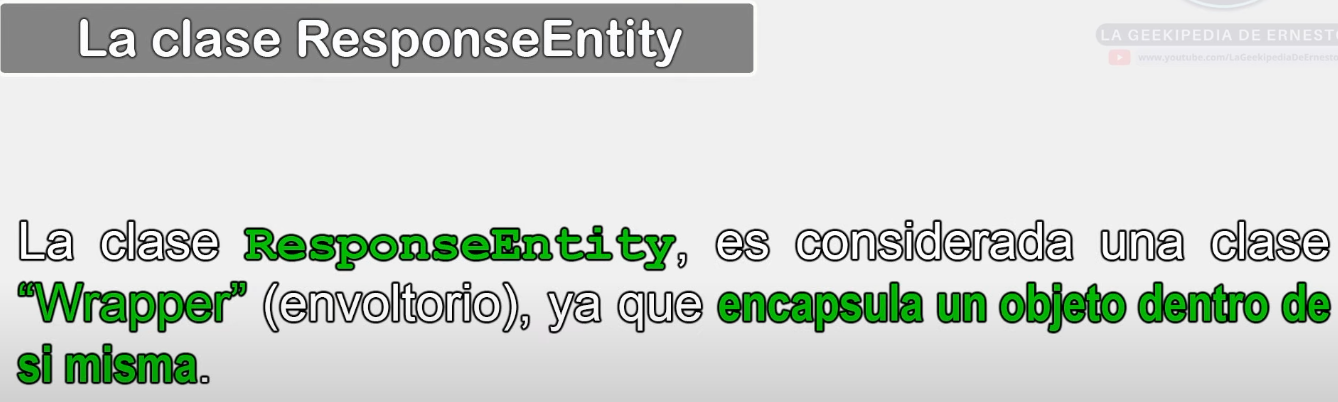 La clase ResponseEntity
LA GEEKIPEDIA DE ERNESTO
www.youtube.com/LaGeekipediaDeErnesto
La clase ResponseEntity, es considerada una clase
“Wrapper” (envoltorio), ya que encapsula un objeto dentro de
si misma.